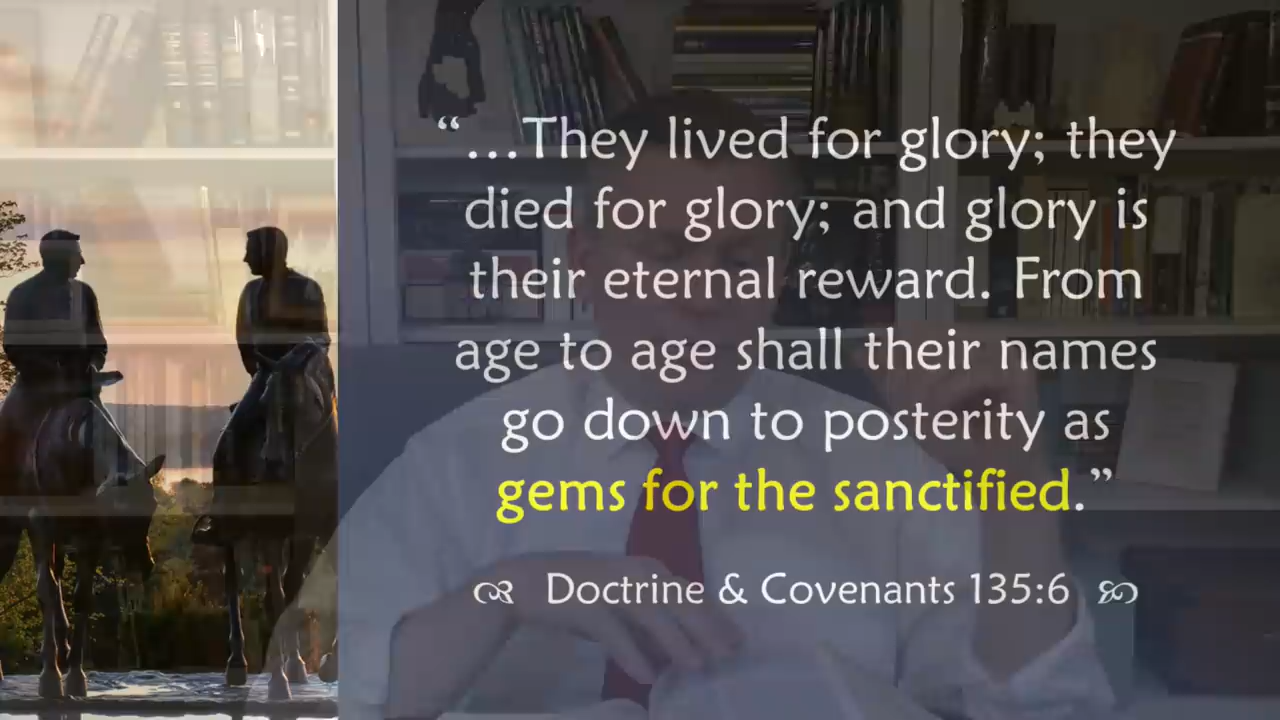 “…They lived for glory; they
died for glory; and glory is
their eternal reward. From
age to age shall their names
go down to posterity as
gems for the sanctified.”
Doctrine & Covenants 135:6